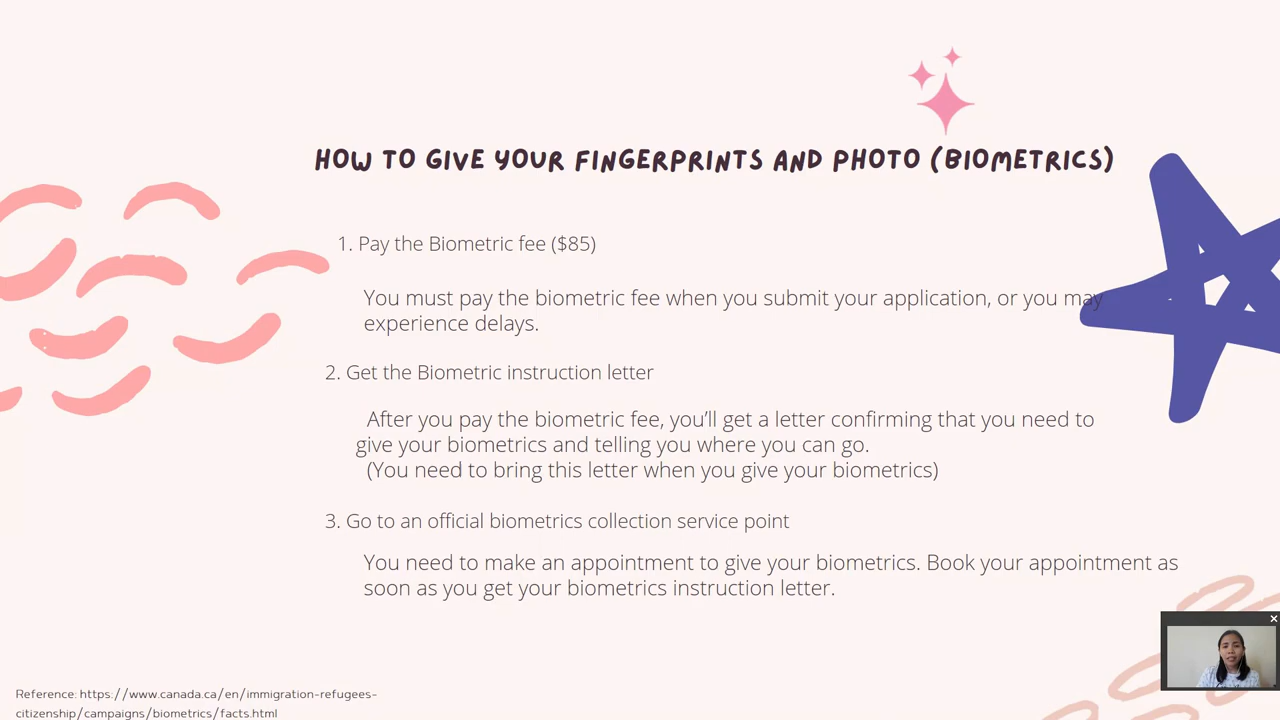 HOW TO GIVE YOUR FINGERPRINTS AND PHOTO (BIOMETRICS)
1. Pay the Biometric fee ($85)
You must pay the biometric fee when you submit your application, or you may
experience delays.
2. Get the Biometric instruction letter
After you pay the biometric fee, you’ll get a letter confirming that you need to
give your biometrics and telling you where you can go.
(You need to bring this letter when you give your biometrics)
3. Go to an official biometrics collection service point
You need to make an appointment to give your biometrics. Book your appointment as
soon as you get your biometrics instruction letter.
Reference: https://www.canada.ca/en/immigration-refugees-
citizenship/campaigns/biometrics/facts.html